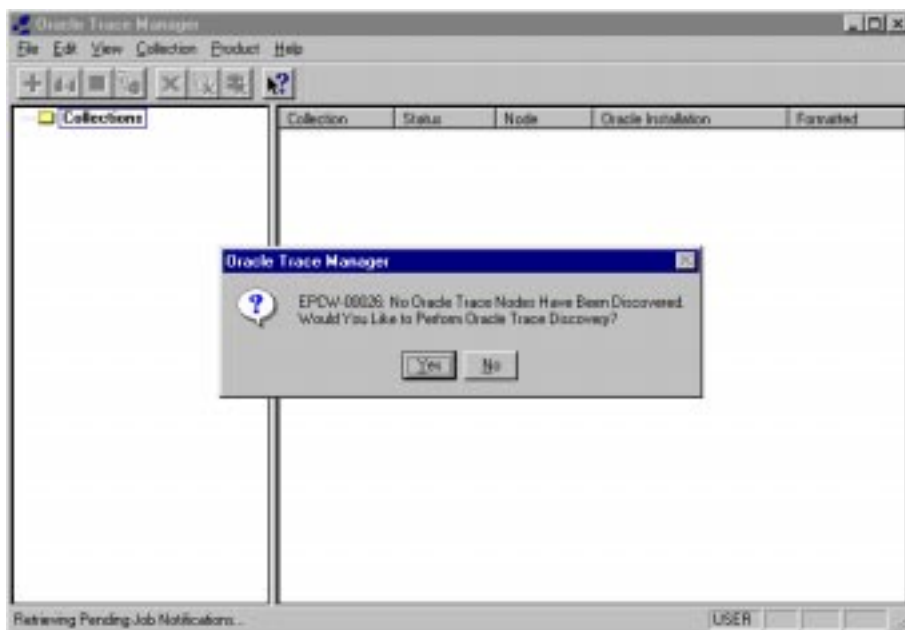 Oracle Trace Manager
File Edit View Collection Product Help
Collections
Collection Status Node Oracle Installation Formatted
Oracle Trace Manager
EPCW-00026: No Oracle Trace Nodes Have Been Discovered.
Would You Like to Perform Oracle Trace Discovery?
Yes No
Retrieving Pending Job Notifications... USER